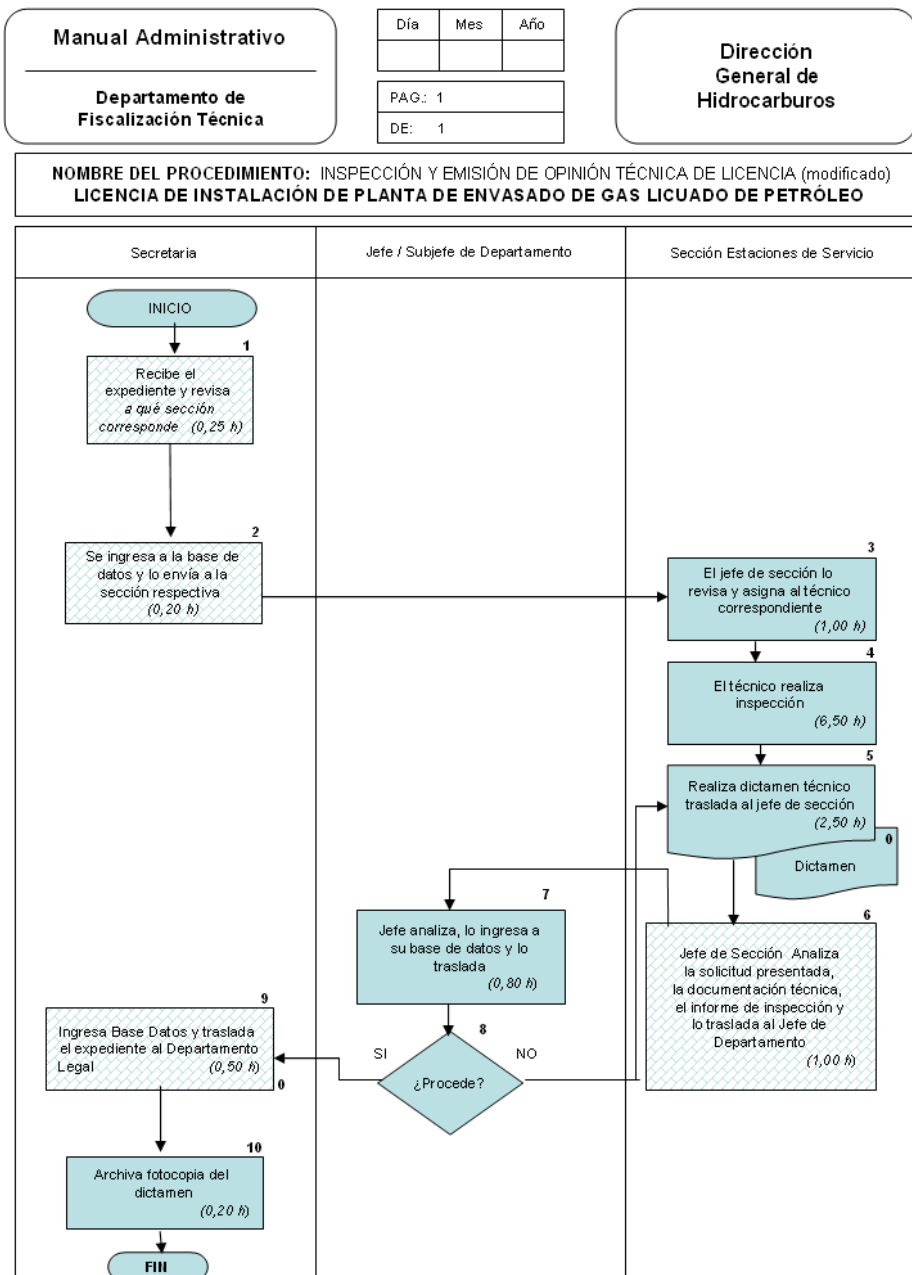 Manual Administrativo
Departamento de
Fiscalización Técnica
Día Mes Año
PAG.: 1
DE: 1
Dirección
General de
Hidrocarburos
NOMBRE DEL PROCEDIMIENTO: INSPECCIÓN Y EMISIÓN DE OPINIÓN TÉCNICA DE LICENCIA (modificado)
LICENCIA DE INSTALACIÓN DE PLANTA DE ENVASADO DE GAS LICUADO DE PETRÓLEO
Secretaria
Jefe / Subjefe de Departamento
Sección Estaciones de Servicio
INICIO
1
Recibe el
expediente y revisa
a qué sección
corresponde (0,25 h)
2
Se ingresa a la base de
datos y lo envía a la
sección respectiva
(0,20 h)
3
El jefe de sección lo
revisa y asigna al técnico
correspondiente
(1,00 h)
4
El técnico realiza
inspección
(6,50 h)
5
Realiza dictamen técnico
traslada al jefe de sección
(2,50 h)
0
Dictamen
6
Jefe de Sección Analiza
la solicitud presentada,
la documentación técnica,
el informe de inspección y
lo traslada al Jefe de
Departamento
(1,00 h)
7
Jefe analiza, lo ingresa a
su base de datos y lo
traslada
(0,80 h)
8
SI
NO
¿Procede?
9
Ingresa Base Datos y traslada
el expediente al Departamento
Legal (0,50 h)
0
10
Archiva fotocopia del
dictamen
(0,20 h)
FIN